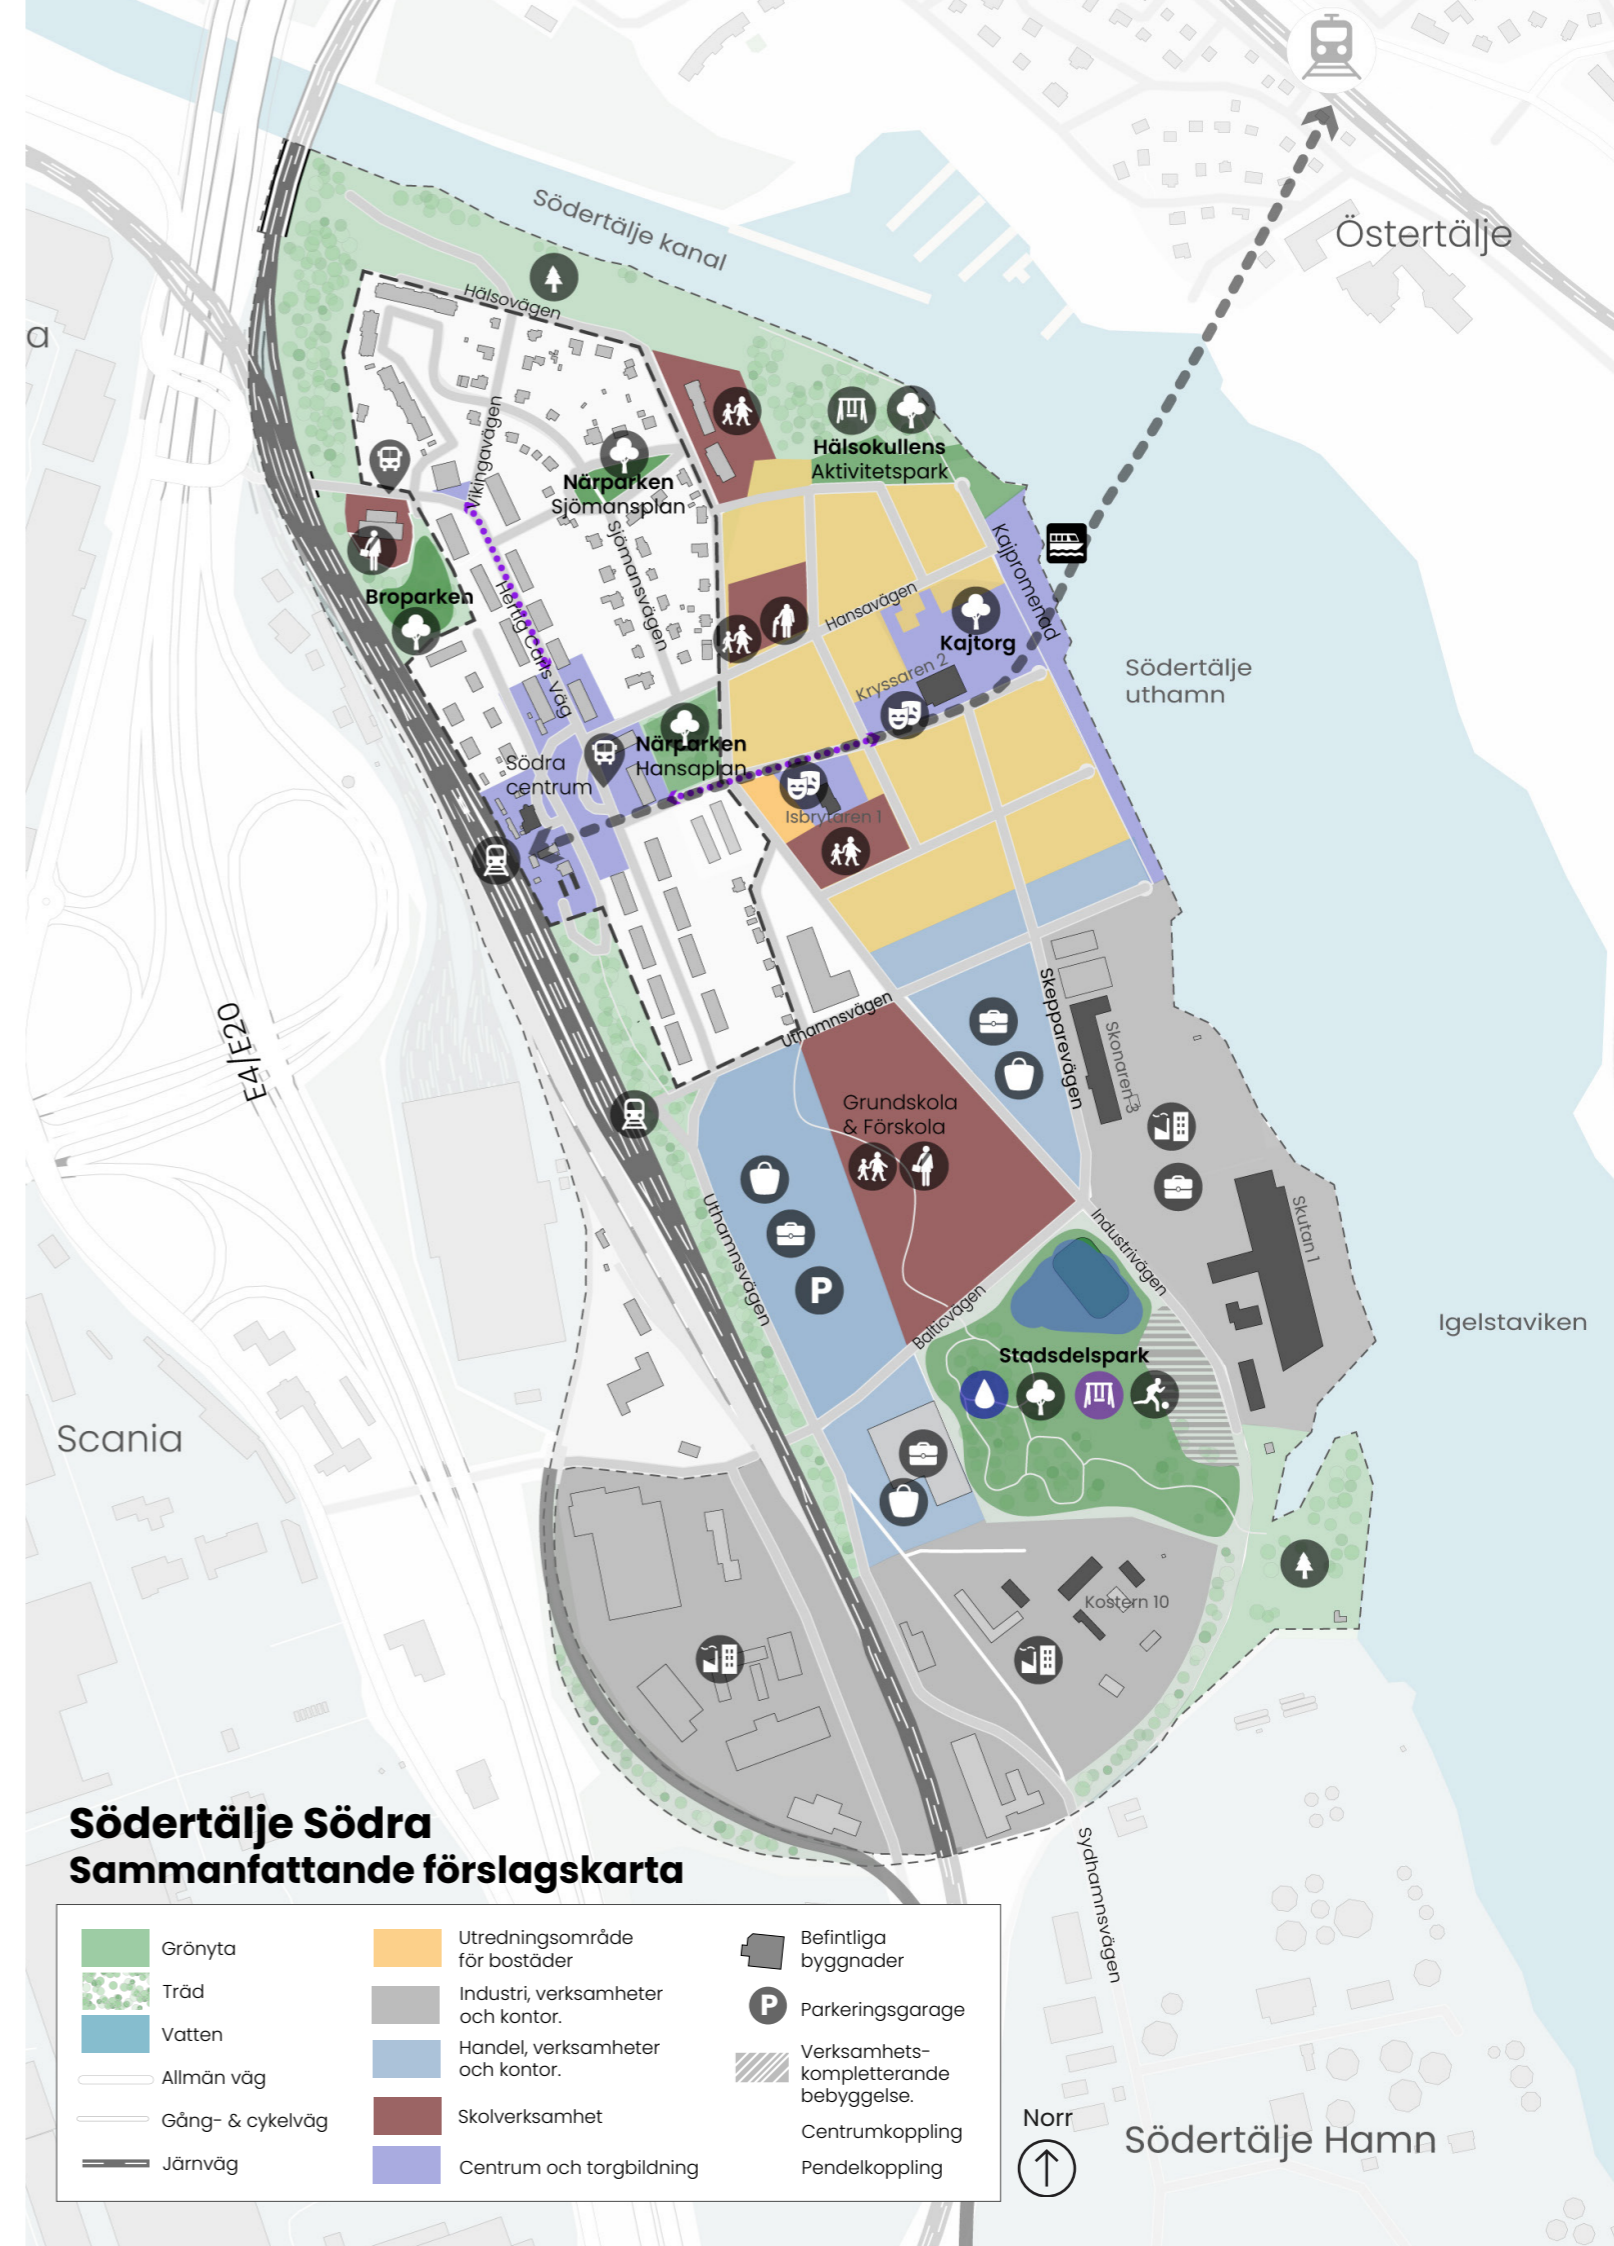 Södertälje kanal
Östertälje
a
Hälsovägen
Vikingavägen
Hälsokullens
Aktivitetspark
Närparken
Sjömansplan
Sjömansvägen
Kajpromenad
Broparken
Hertig Carls Väg
Hansavägen
Kajtorg
Kryssaren 2
Södertälje
uthamn
Närparken
Hansaplan
Södra
centrum
Isbrytaren 1
E4/E20
Uthamnsvägen
Skepparevägen
Skonaren 3
Grundskola
& Förskola
P
Uthamnsvägen
Industrivägen
Skutan 1
Igelstaviken
Balticvägen
Stadsdelspark
Scania
Kostern 10
Sydhamnsvägen
Södertälje Södra
Sammanfattande förslagskarta
Grönyta
Träd
Vatten
Allmän väg
Gång- & cykelväg
Järnväg
Utredningsområde
för bostäder
Industri, verksamheter
och kontor.
Handel, verksamheter
och kontor.
Skolverksamhet
Centrum och torgbildning
Befintliga
byggnader
P
Parkeringsgarage
Verksamhets-
kompletterande
bebyggelse.
Centrumkoppling
Pendelkoppling
Norr
Södertälje Hamn